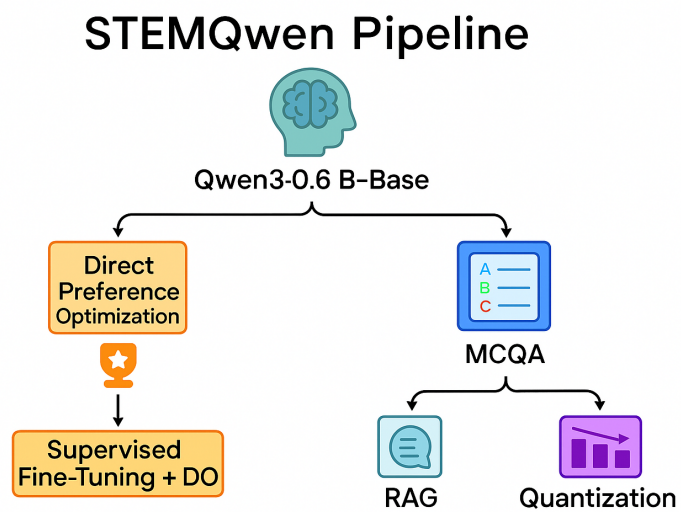 STEMQwen Pipeline
Qwen3-0.6 B-Base
Direct
Preference
Optimization
A
B
C
MCQA
Supervised
Fine-Tuning + DO
RAG
Quantization